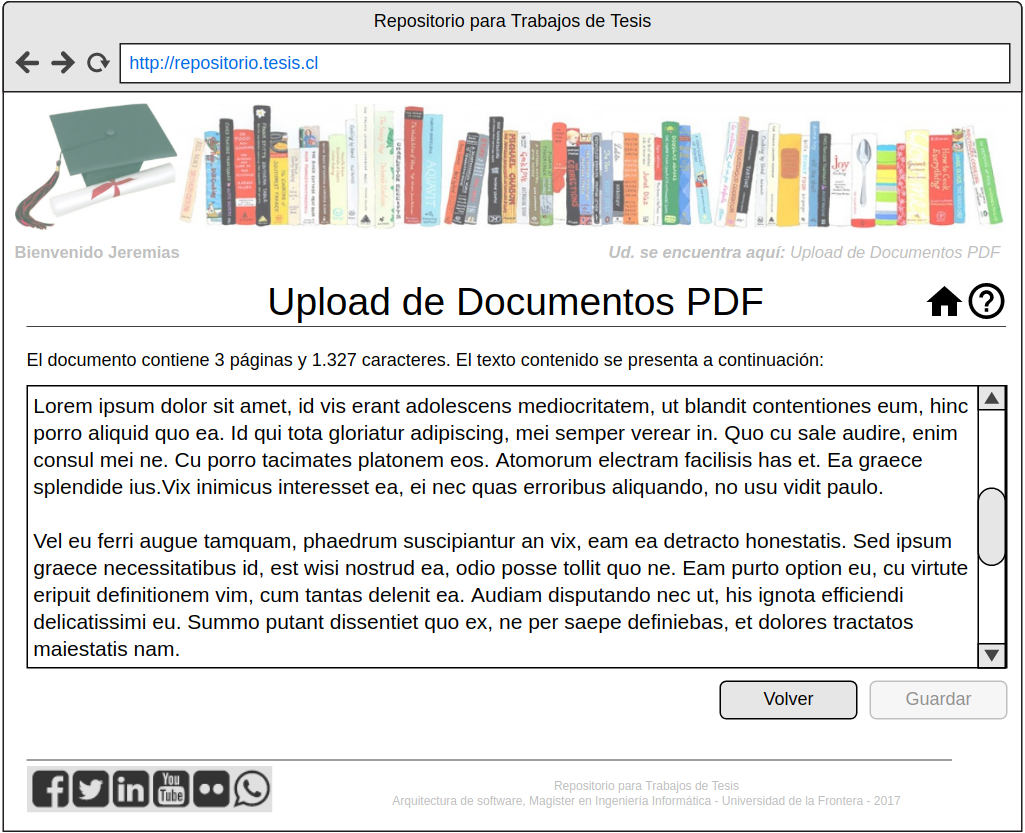 Repositorio para Trabajos de Tesis
http://repositorio.tesis.cl
Bienvenido Jeremias
Ud. se encuentra aquí: Upload de Documentos PDF
Upload de Documentos PDF
El documento contiene 3 páginas y 1.327 caracteres. El texto contenido se presenta a continuación:
Lorem ipsum dolor sit amet, id vis erant adolescens mediocritatem, ut blandit contentiones eum, hinc
porro aliquid quo ea. Id qui tota gloriatur adipiscing, mei semper verear in. Quo cu sale audire, enim
consul mei ne. Cu porro tacimates platonem eos. Atomorum electram facilisis has et. Ea graece
splendide ius.Vix inimicus interesset ea, ei nec quas erroribus aliquando, no usu vidit paulo.
Vel eu ferri augue tamquam, phaedrum suscipiantur an vix, eam ea detracto honestatis. Sed ipsum
graece necessitatibus id, est wisi nostrud ea, odio posse tollit quo ne. Eam purto option eu, cu virtute
eripuit definitionem vim, cum tantas delenit ea. Audiam disputando nec ut, his ignota efficiendi
delicatissimi eu. Summo putant dissentiet quo ex, ne per saepe definiebas, et dolores tractatos
maiestatis nam.
Volver
Guardar
You
Tube
Repositorio para Trabajos de Tesis
Arquitectura de software, Magister en Ingeniería Informática - Universidad de la Frontera - 2017